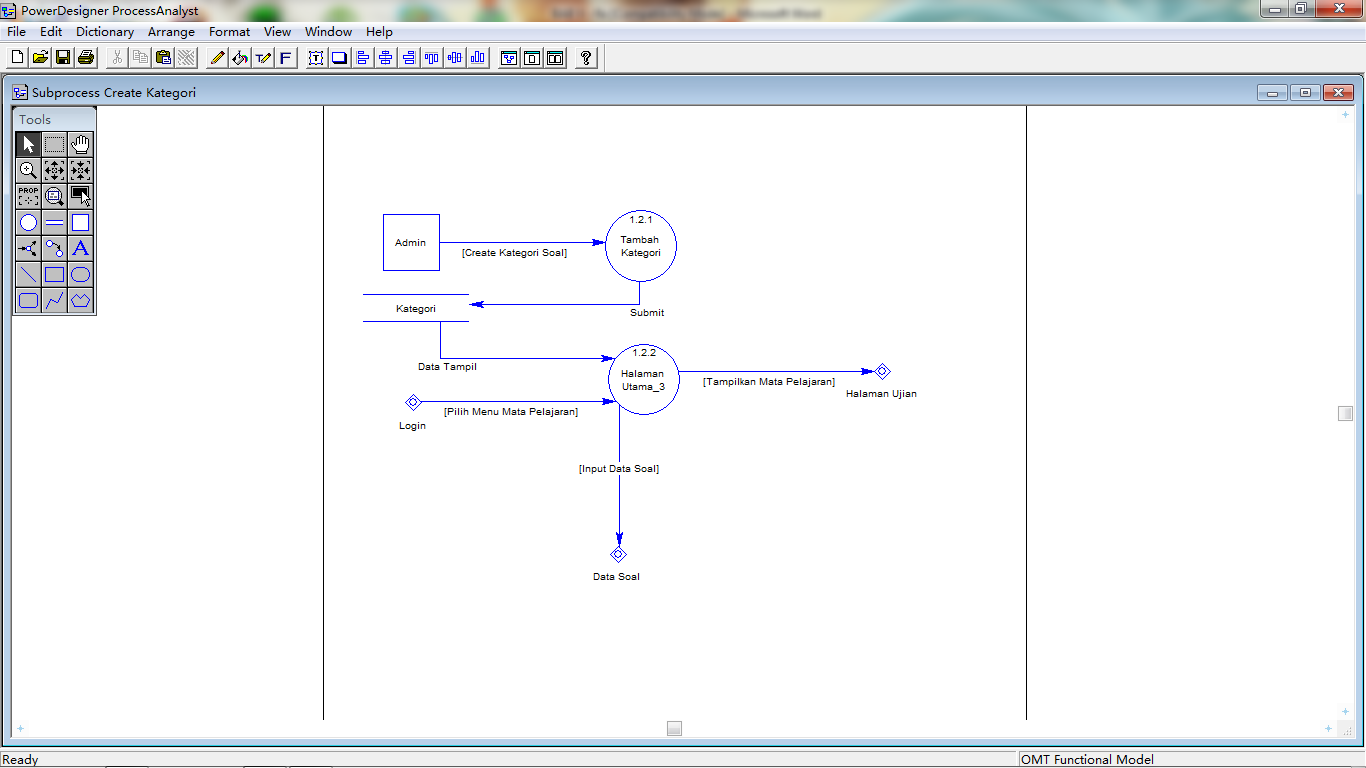 PowerDesigner ProcessAnalyst
File Edit Dictionary Arrange Format View Window Help
Subprocess Create Kategori
Tools
PROP
1.2.1
Admin
Tambah
Kategori
[Create Kategori Soal]
Kategori
Submit
1.2.2
Data Tampil
Halaman
Utama_3
[Tampilkan Mata Pelajaran]
Halaman Ujian
[Pilih Menu Mata Pelajaran]
Login
[Input Data Soal]
Data Soal
Ready
OMT Functional Model